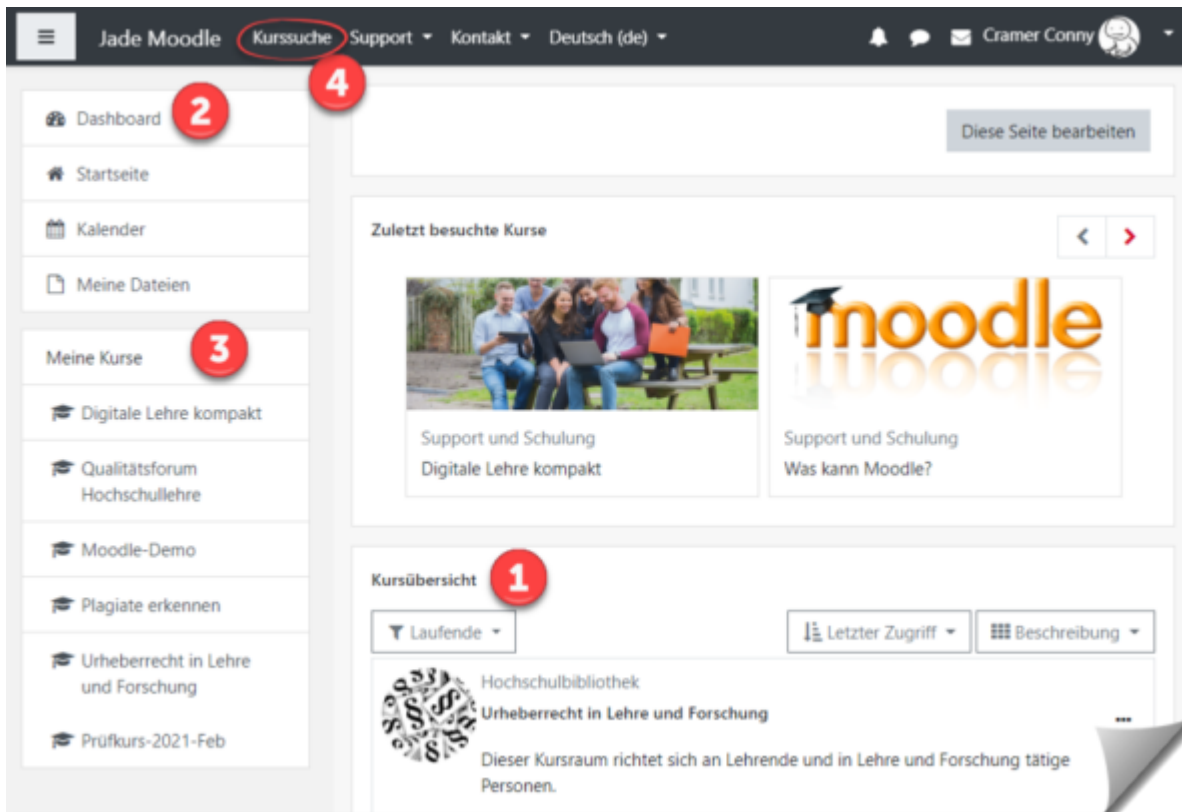 Jade Moodle Kurssuche Support Kontakt Deutsch (de) Cramer Conny
4
Dashboard 2
Startseite
Kalender
Meine Dateien
Meine Kurse 3
Digitale Lehre kompakt
Qualitätsforum
Hochschullehre
Moodle-Demo
Plagiate erkennen
Urheberrecht in Lehre
und Forschung
Prüfkurs-2021-Feb
Diese Seite bearbeiten
Zuletzt besuchte Kurse
Support und Schulung
Digitale Lehre kompakt
moodle
Support und Schulung
Was kann Moodle?
Kursübersicht 1
Laufende Letzter Zugriff Beschreibung
Hochschulbibliothek
Urheberrecht in Lehre und Forschung
Dieser Kursraum richtet sich an Lehrende und in Lehre und Forschung tätige
Personen.